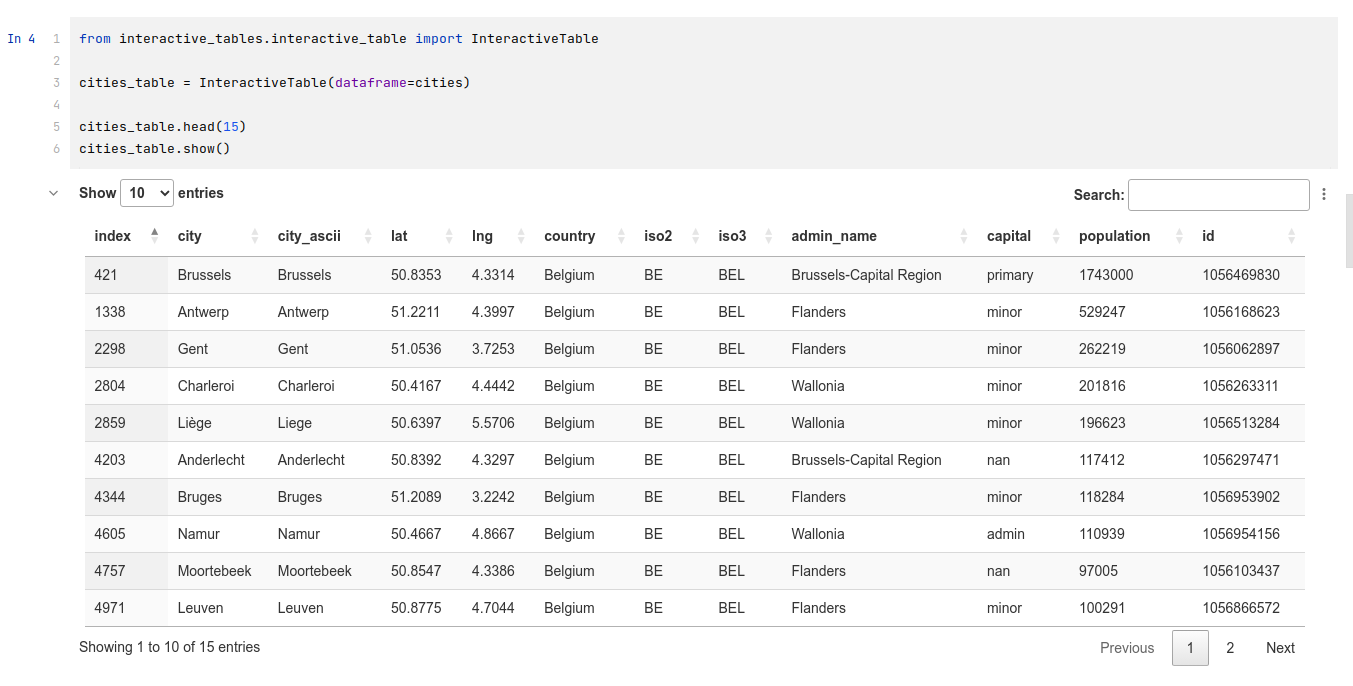 In 4 1 from interactive_tables.interactive_table import InteractiveTable
2
3 cities_table = InteractiveTable(dataframe=cities)
4
5 cities_table.head(15)
6 cities_table.show()
Show 10 entries Search:
index city city_ascii lat lng country iso2 iso3 admin_name capital population id
421 Brussels Brussels 50.8353 4.3314 Belgium BE BEL Brussels-Capital Region primary 1743000 1056469830
1338 Antwerp Antwerp 51.2211 4.3997 Belgium BE BEL Flanders minor 529247 1056168623
2298 Gent Gent 51.0536 3.7253 Belgium BE BEL Flanders minor 262219 1056062897
2804 Charleroi Charleroi 50.4167 4.4442 Belgium BE BEL Wallonia minor 201816 1056263311
2859 Liège Liege 50.6397 5.5706 Belgium BE BEL Wallonia minor 196623 1056513284
4203 Anderlecht Anderlecht 50.8392 4.3297 Belgium BE BEL Brussels-Capital Region nan 117412 1056297471
4344 Bruges Bruges 51.2089 3.2242 Belgium BE BEL Flanders minor 118284 1056953902
4605 Namur Namur 50.4667 4.8667 Belgium BE BEL Wallonia admin 110939 1056954156
4757 Moortebeek Moortebeek 50.8547 4.3386 Belgium BE BEL Flanders nan 97005 1056103437
4971 Leuven Leuven 50.8775 4.7044 Belgium BE BEL Flanders minor 100291 1056866572
Showing 1 to 10 of 15 entries Previous 1 2 Next